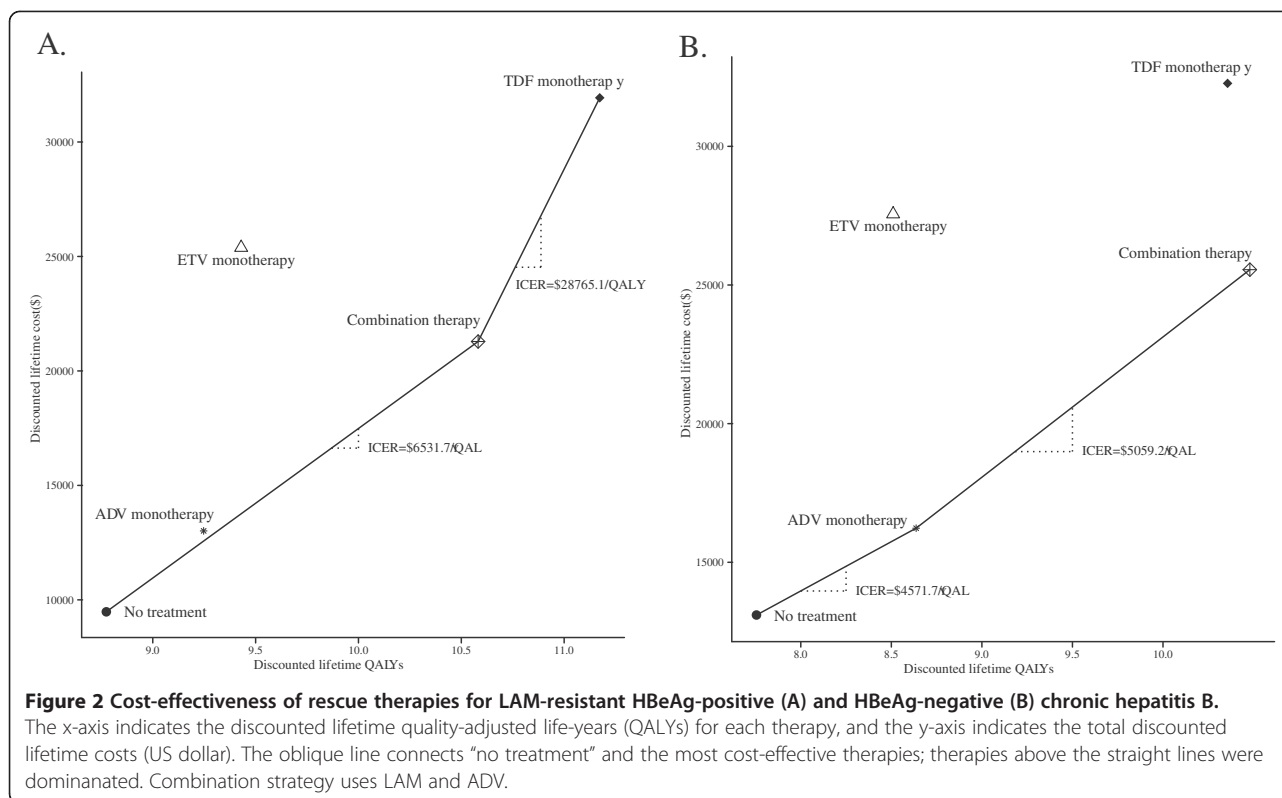 A.
TDF monotherap y
30000
ETV monotherapy
25000
ICER=$28765.1/QALY
Combination therapy
20000
Discounted lifetime cost($)
ICER=$6531.7/QAL
15000
ADV monotherapy
10000
No treatment
9.0 9.5 10.0 10.5 11.0
Discounted lifetime QALYs
B.
TDF monotherap y
30000
ETV monotherapy
Combination therapy
25000
Discounted lifetime cost($)
20000
ICER=$5059.2/QAL
ADV monotherapy
15000
ICER=$4571.7/QAL
No treatment
8.0 8.5 9.0 9.5 10.0
Discounted lifetime QALYs
Figure 2 Cost-effectiveness of rescue therapies for LAM-resistant HBeAg-positive (A) and HBeAg-negative (B) chronic hepatitis B.
The x-axis indicates the discounted lifetime quality-adjusted life-years (QALYs) for each therapy, and the y-axis indicates the total discounted
lifetime costs (US dollar). The oblique line connects “no treatment” and the most cost-effective therapies; therapies above the straight lines were
dominanated. Combination strategy uses LAM and ADV.